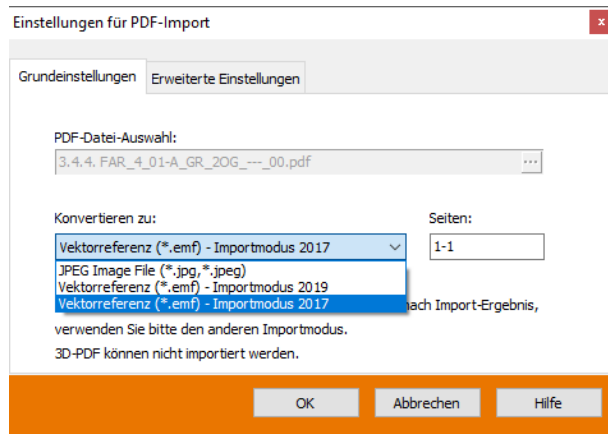 Einstellungen für PDF-Import
x
Grundeinstellungen
Erweiterte Einstellungen
PDF-Datei-Auswahl:
3.4.4. FAR_4_01-A_GR_2OG_---_00.pdf
...
Konvertieren zu:
Seiten:
Vektorreferenz (*.emf) - Importmodus 2017
1-1
JPEG Image File (*.jpg,*.jpeg)
Vektorreferenz (*.emf) - Importmodus 2019
Vektorreferenz (*.emf) - Importmodus 2017
nach Import-Ergebnis,
verwenden Sie bitte den anderen Importmodus.
3D-PDF können nicht importiert werden.
OK
Abbrechen
Hilfe